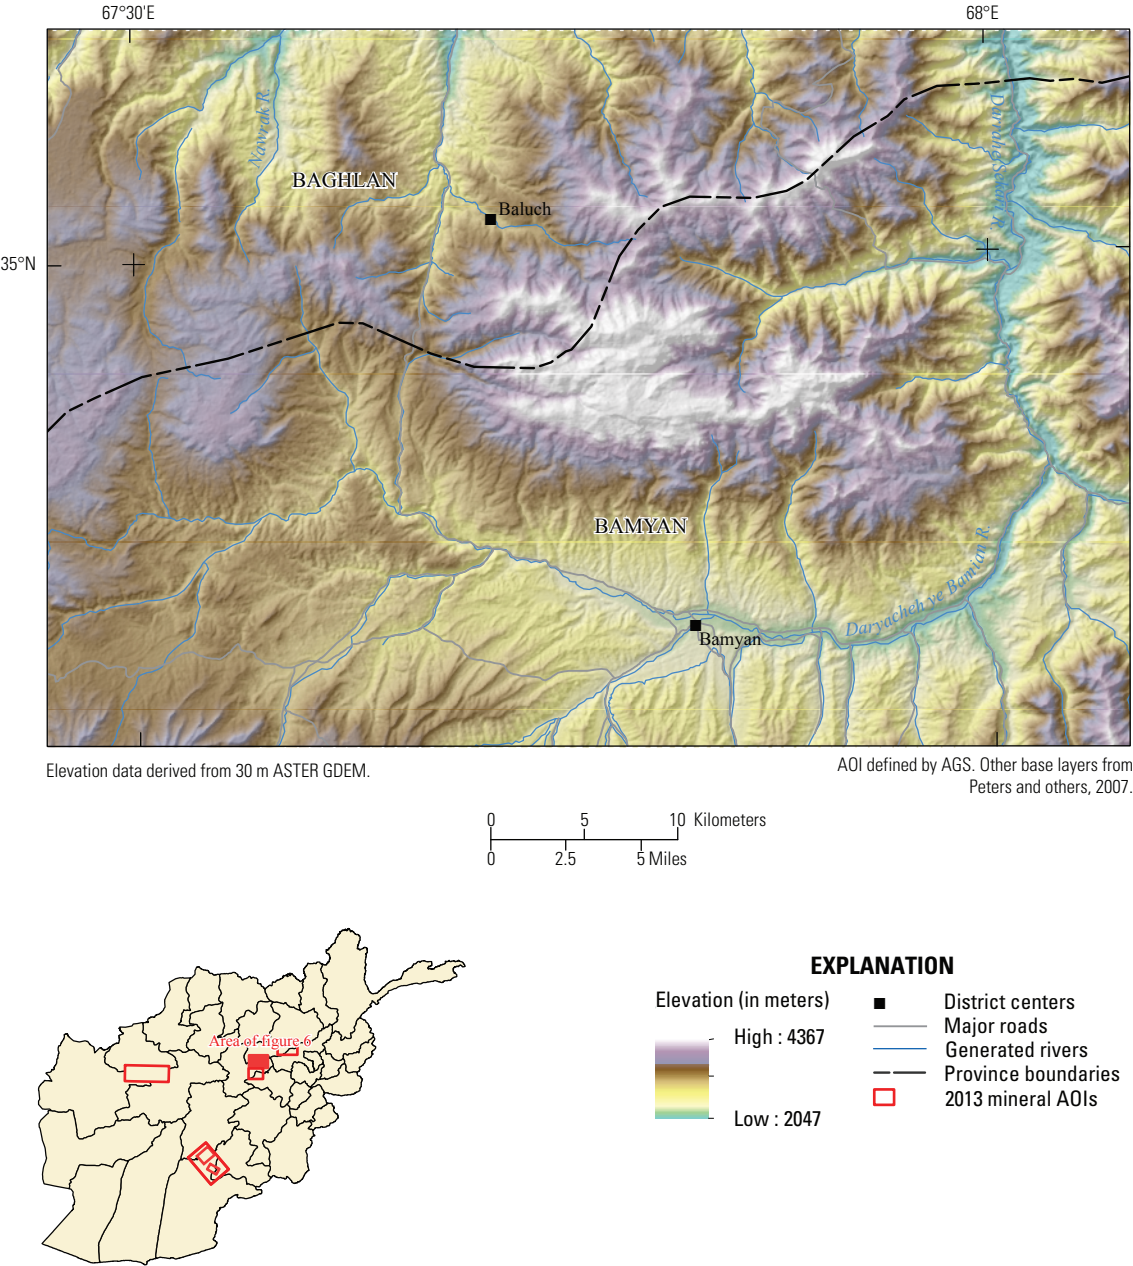 67°30'E
68°E
Nawrak R.
BAGHLAN
Baluch
35°N
BAMYAN
Daryacheh ye Bamian R.
Bamyan
Elevation data derived from 30 m ASTER GDEM.
AOI defined by AGS. Other base layers from
Peters and others, 2007.
0 5 10 Kilometers
0 2.5 5 Miles
Area of figure 6
EXPLANATION
Elevation (in meters)
High : 4367
Low : 2047
District centers
Major roads
Generated rivers
Province boundaries
2013 mineral AOIs